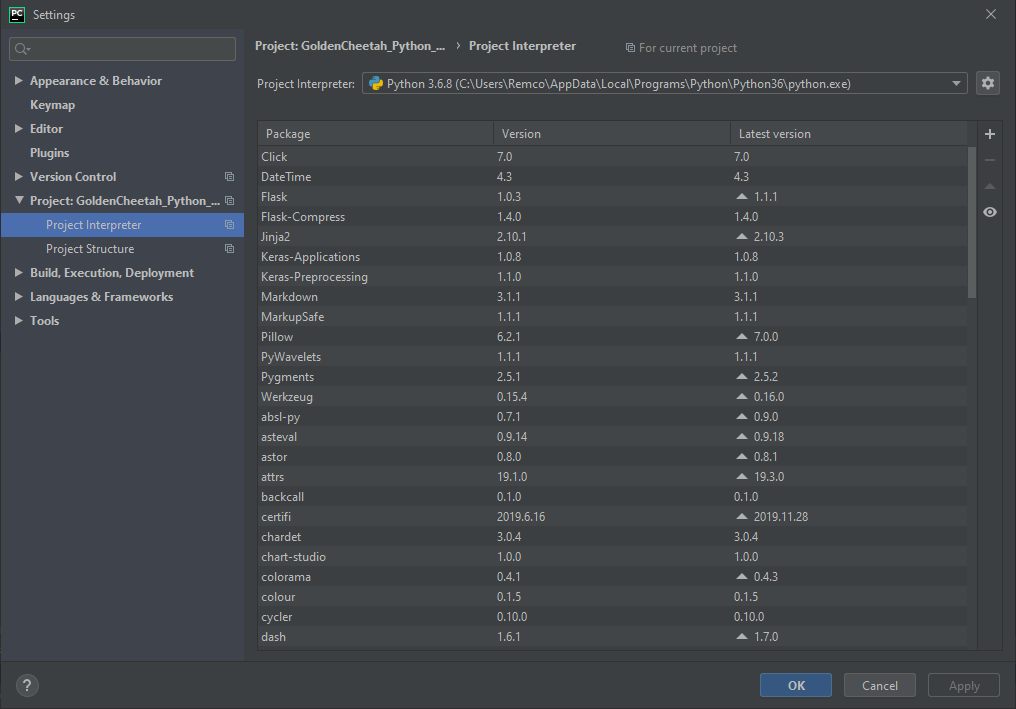 PC Settings
Appearance & Behavior
Keymap
Editor
Plugins
Version Control
Project: GoldenCheetah_Python_...
Project Interpreter
Project Structure
Build, Execution, Deployment
Languages & Frameworks
Tools
Project: GoldenCheetah_Python_... › Project Interpreter For current project
Project Interpreter: Python 3.6.8 (C:\Users\Remco\AppData\Local\Programs\Python\Python36\python.exe)
Package Version Latest version
Click 7.0 7.0
DateTime 4.3 4.3
Flask 1.0.3 1.1.1
Flask-Compress 1.4.0 1.4.0
Jinja2 2.10.1 2.10.3
Keras-Applications 1.0.8 1.0.8
Keras-Preprocessing 1.1.0 1.1.0
Markdown 3.1.1 3.1.1
MarkupSafe 1.1.1 1.1.1
Pillow 6.2.1 7.0.0
PyWavelets 1.1.1 1.1.1
Pygments 2.5.1 2.5.2
Werkzeug 0.15.4 0.16.0
absl-py 0.7.1 0.9.0
asteval 0.9.14 0.9.18
astor 0.8.0 0.8.1
attrs 19.1.0 19.3.0
backcall 0.1.0 0.1.0
certifi 2019.6.16 2019.11.28
chardet 3.0.4 3.0.4
chart-studio 1.0.0 1.0.0
colorama 0.4.1 0.4.3
colour 0.1.5 0.1.5
cycler 0.10.0 0.10.0
dash 1.6.1 1.7.0
? OK Cancel Apply